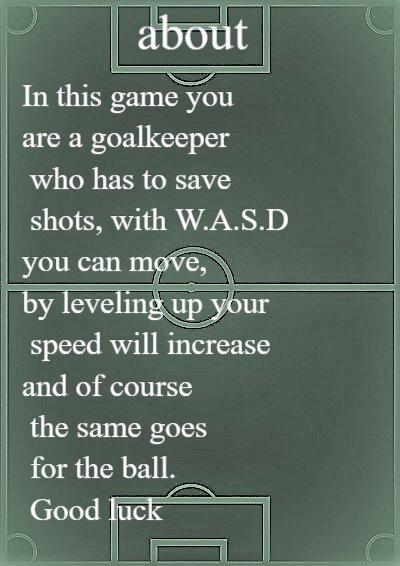 about
In this game you
are a goalkeeper
who has to save
shots, with W.A.S.D
you can move,
by leveling up your
speed will increase
and of course
the same goes
for the ball.
Good luck